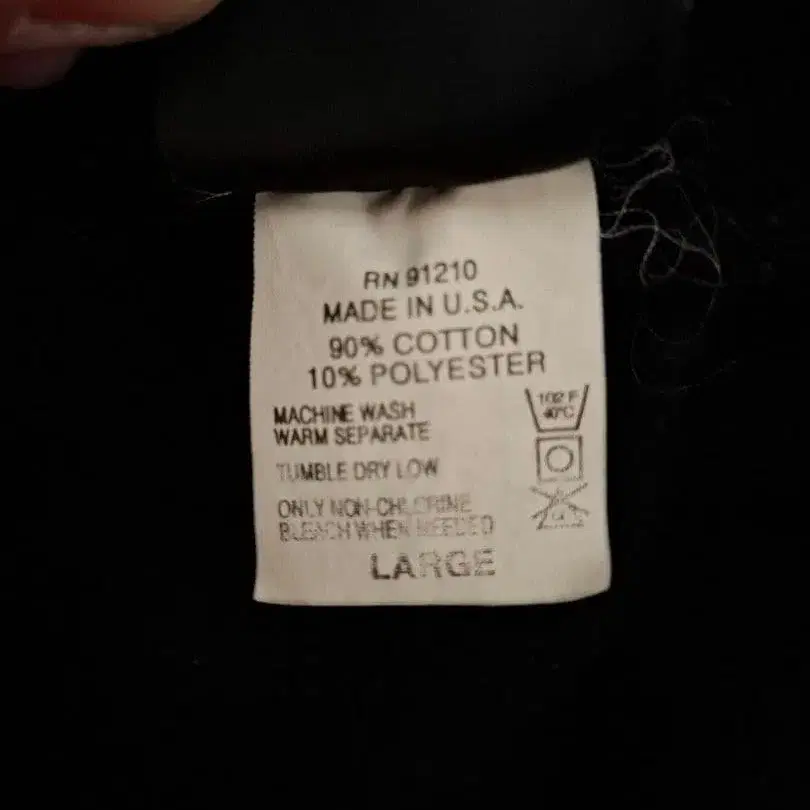 RN 91210
MADE IN U.S.A.
90% COTTON
10% POLYESTER
MACHINE WASH
WARM SEPARATE
102 F
40°C
TUMBLE DRY LOW
ONLY NON-CHLORINE
BLEACH WHEN NEEDED
LARGE